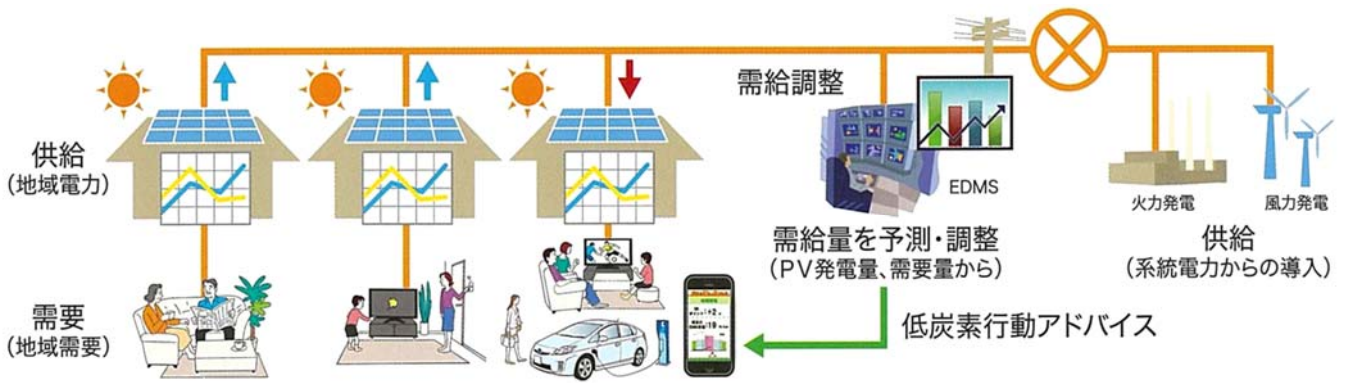 供給
（地域電力）
需要
（地域需要）
需給調整
EDMS
需給量を予測・調整
（PV発電量、需要量から）
低炭素行動アドバイス
火力発電
風力発電
供給
（系統電力からの導入）